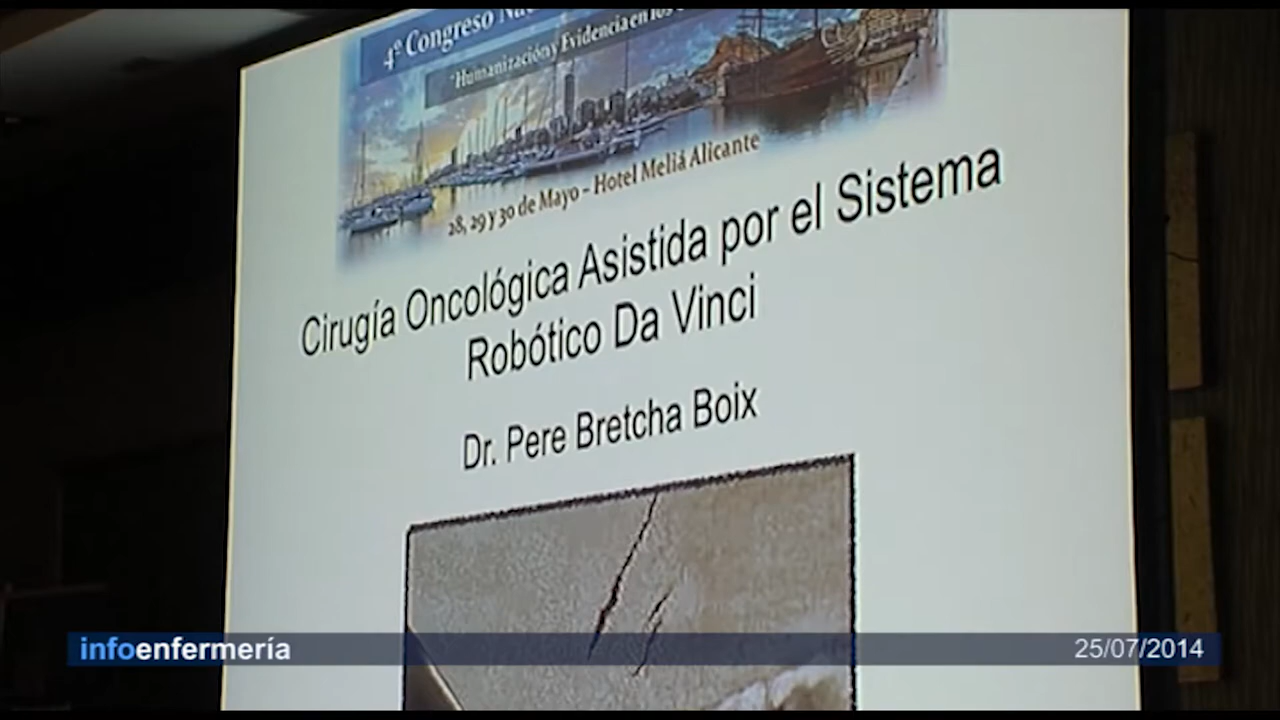 4º Congreso
"Humanización y Evidencia en los
28, 29 y 30 de Mayo - Hotel Meliá Alicante
Cirugía Oncológica Asistida por el Sistema
Robótico Da Vinci
Dr. Pere Bretcha Boix
infoenfermería
25/07/2014